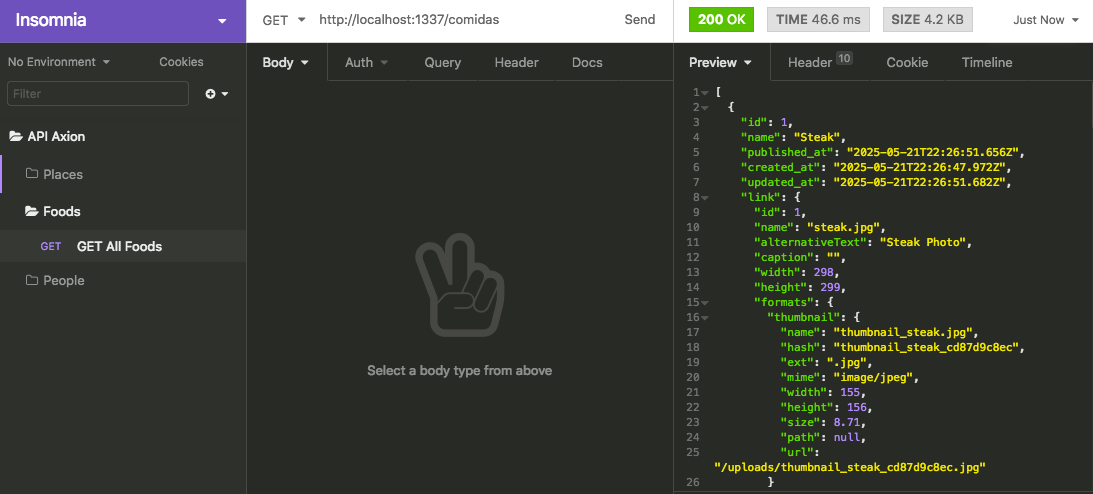 Insomnia
GET http://localhost:1337/comidas Send
200 OK TIME 46.6 ms SIZE 4.2 KB Just Now
No Environment Cookies
Filter
API Axion
Places
Foods
GET GET All Foods
People
Body Auth Query Header Docs
Select a body type from above
Preview Header 10 Cookie Timeline
1 [
2 {
3 "id": 1,
4 "name": "Steak",
5 "published_at": "2025-05-21T22:26:51.656Z",
6 "created_at": "2025-05-21T22:26:47.972Z",
7 "updated_at": "2025-05-21T22:26:51.682Z",
8 "link": {
9 "id": 1,
10 "name": "steak.jpg",
11 "alternativeText": "Steak Photo",
12 "caption": "",
13 "width": 298,
14 "height": 299,
15 "formats": {
16 "thumbnail": {
17 "name": "thumbnail_steak.jpg",
18 "hash": "thumbnail_steak_cd87d9c8ec",
19 "ext": ".jpg",
20 "mime": "image/jpeg",
21 "width": 155,
22 "height": 156,
23 "size": 8.71,
24 "path": null,
25 "url":
"/uploads/thumbnail_steak_cd87d9c8ec.jpg"
26 }